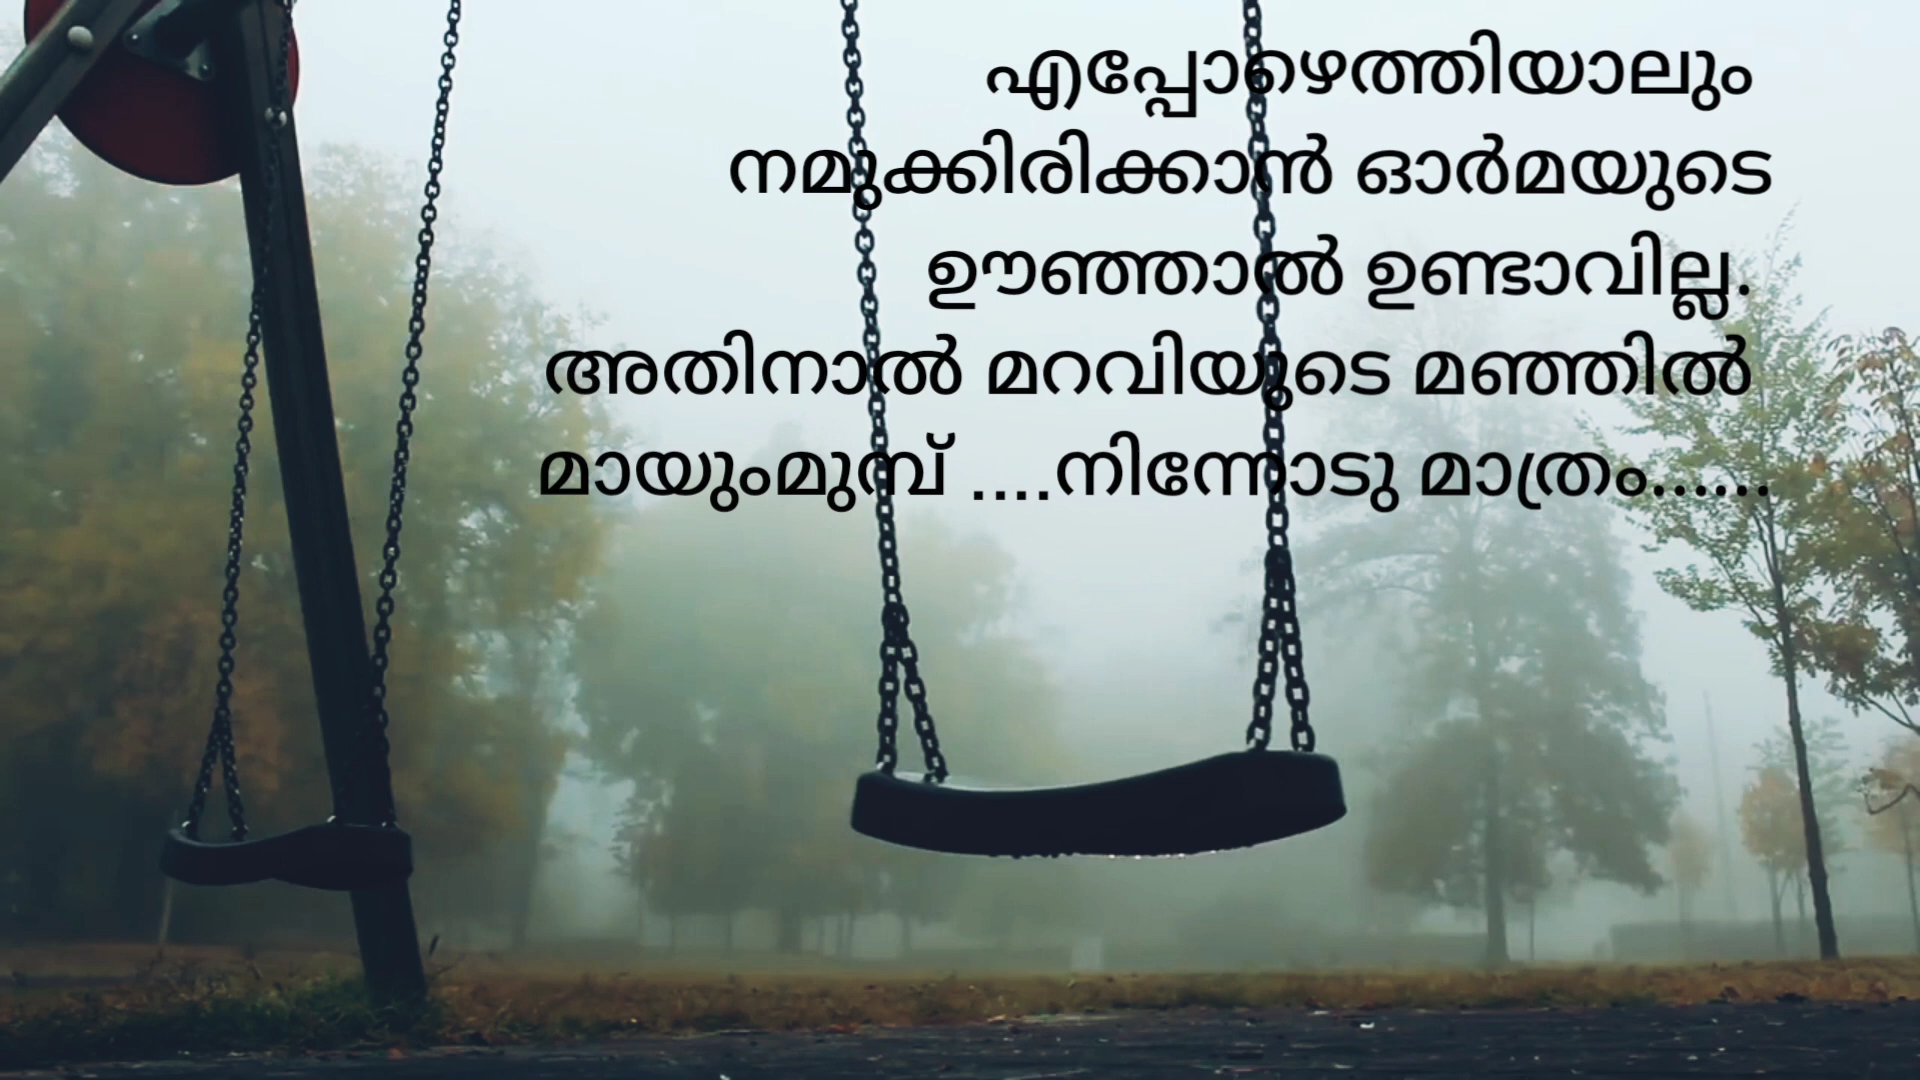 എപ്പോഴെത്തിയാലും
നമുക്കിരിക്കാൻ ഓർമയുടെ
ഊഞ്ഞാൽ ഉണ്ടാവില്ല.
അതിനാൽ മറവിയുടെ മഞ്ഞിൽ
മായുംമുമ്പ് ....നിന്നോടു മാത്രം......